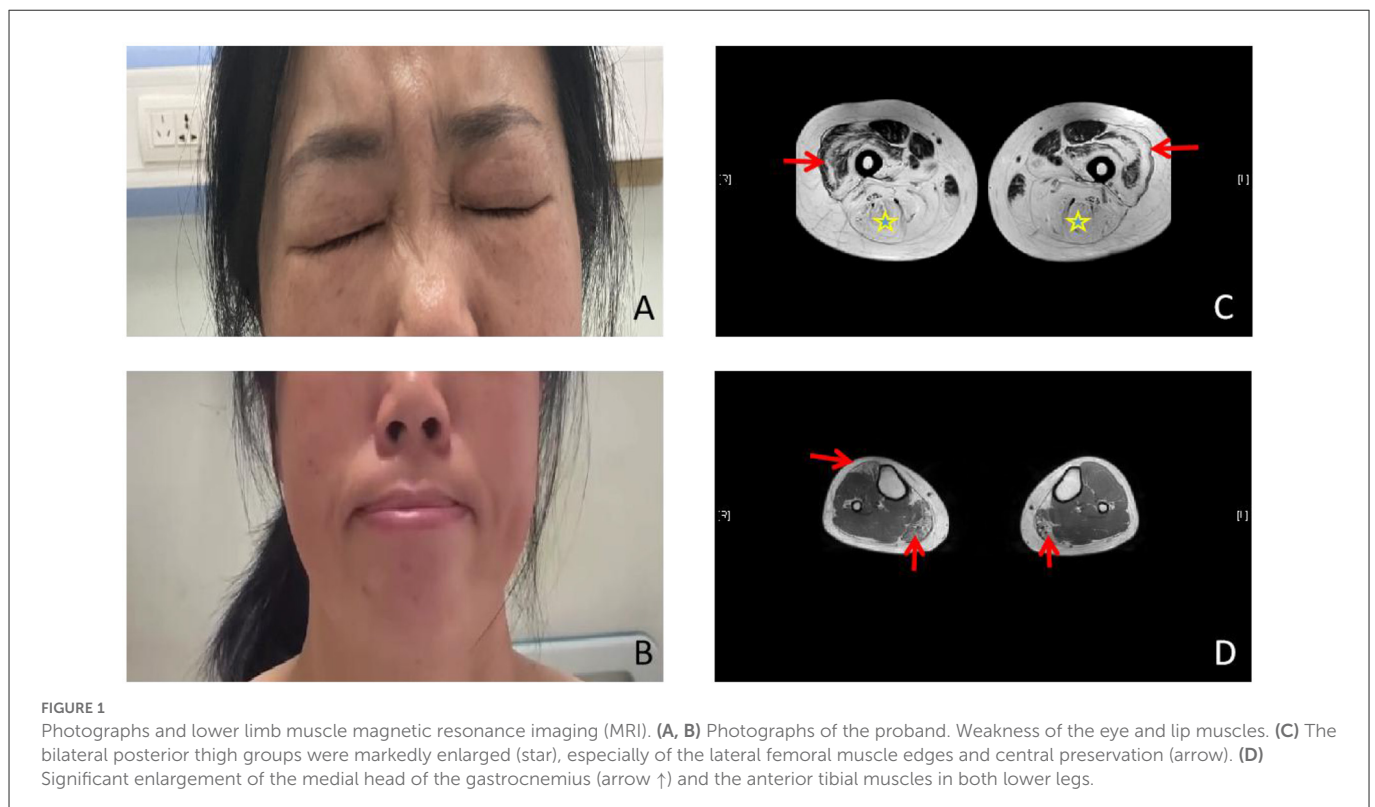 A
B
[R]
[L]
C
[R]
[L]
D
FIGURE 1
Photographs and lower limb muscle magnetic resonance imaging (MRI). (A, B) Photographs of the proband. Weakness of the eye and lip muscles. (C) The
bilateral posterior thigh groups were markedly enlarged (star), especially of the lateral femoral muscle edges and central preservation (arrow). (D)
Significant enlargement of the medial head of the gastrocnemius (arrow ↑) and the anterior tibial muscles in both lower legs.